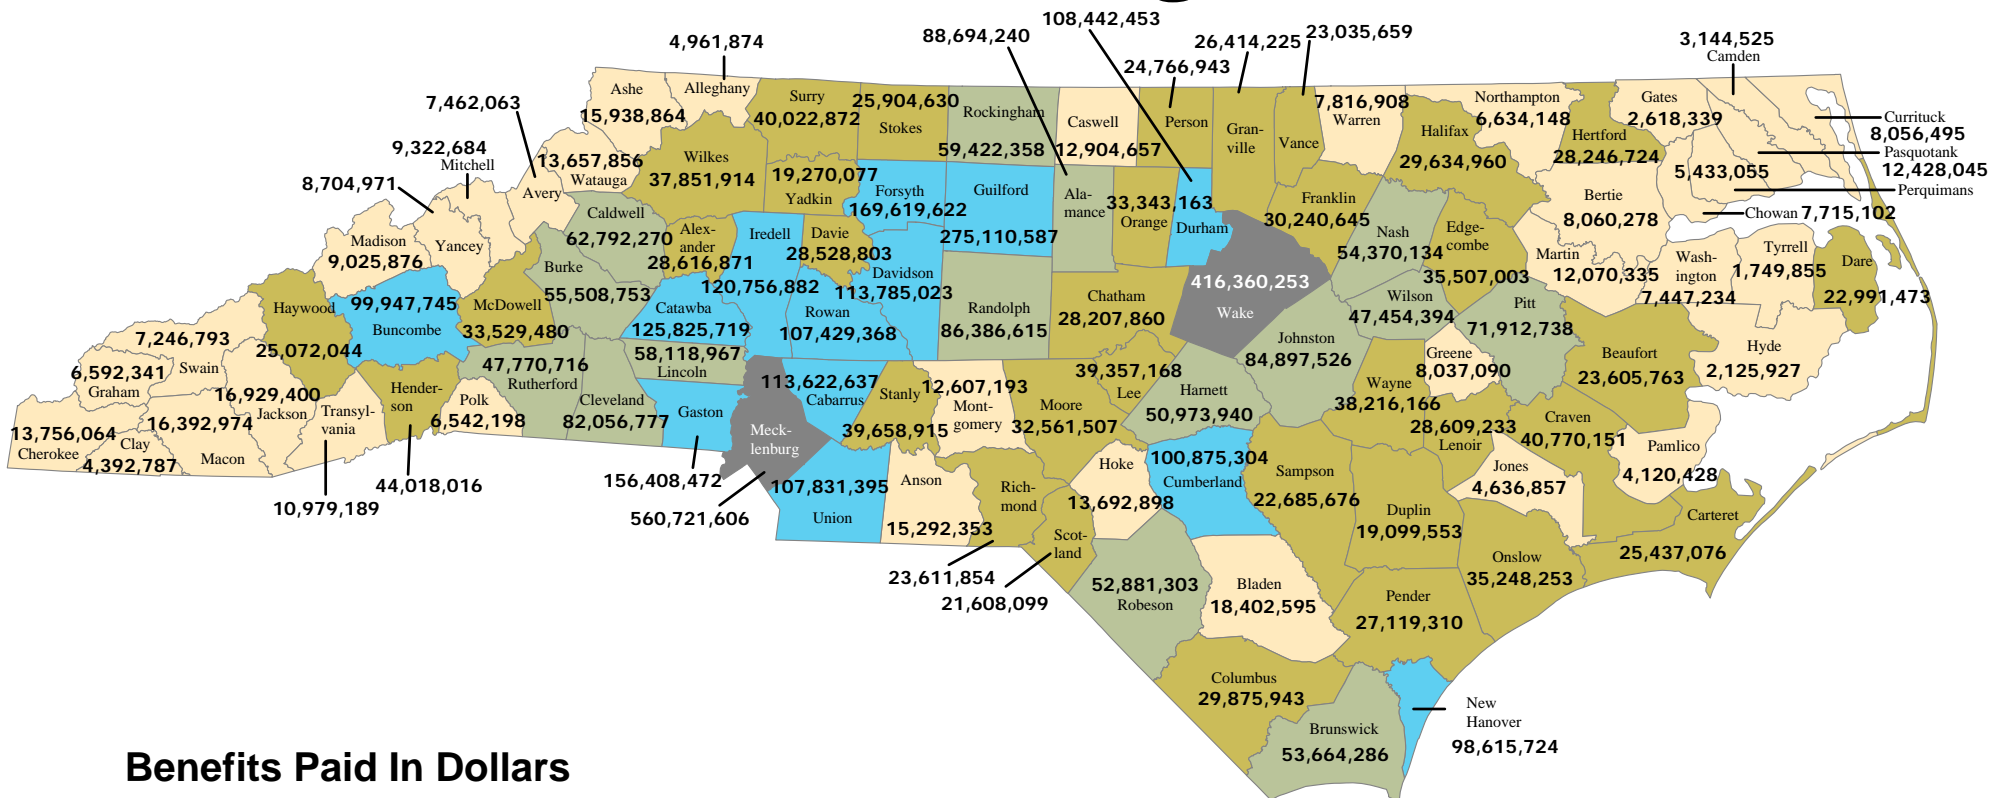 108,442,453
23,035,659
4,961,874
88,694,240
26,414,225
3,144,525
Camden
24,766,943
7,462,063
Ashe
15,938,864
Alleghany
Surry
40,022,872
25,904,630
Stokes
Rockingham
59,422,358
Caswell
12,904,657
Person
Gran-
ville
Vance
7,816,908
Warren
Northampton
6,634,148
Halifax
29,634,960
Hertford
28,246,724
Gates
2,618,339
Currituck
8,056,495
Pasquotank
12,428,045
Perquimans
5,433,055
Chowan 7,715,102
9,322,684
Mitchell
8,704,971
13,657,856
Watauga
Avery
Wilkes
37,851,914
19,270,077
Yadkin
Forsyth
169,619,622
Guilford
275,110,587
Ala-
mance
33,343,163
Orange
Durham
Franklin
30,240,645
Nash
54,370,134
Edge-
combe
35,507,003
Bertie
8,060,278
Martin
12,070,335
Wash-
ington
7,447,234
Tyrrell
1,749,855
Dare
22,991,473
Madison
9,025,876
Yancey
Caldwell
62,792,270
Alex-
ander
28,616,871
Iredell
120,756,882
Davie
28,528,803
Davidson
113,785,023
Burke
55,508,753
Haywood
25,072,044
99,947,745
Buncombe
McDowell
33,529,480
Catawba
125,825,719
Rowan
107,429,368
Randolph
86,386,615
Chatham
28,207,860
416,360,253
Wake
Johnston
84,897,526
Wilson
47,454,394
Pitt
71,912,738
Greene
8,037,090
Beaufort
23,605,763
Hyde
2,125,927
7,246,793
Swain
6,592,341
Graham
16,929,400
Jackson
13,756,064
Cherokee
Clay
4,392,787
16,392,974
Macon
Transyl-
vania
10,979,189
Hender-
son
44,018,016
Polk
6,542,198
47,770,716
Rutherford
Cleveland
82,056,777
58,118,967
Lincoln
Gaston
156,408,472
Meck-
lenburg
560,721,606
113,622,637
Cabarrus
Stanly
39,658,915
12,607,193
Mont-
gomery
Moore
32,561,507
39,357,168
Lee
Harnett
50,973,940
Wayne
38,216,166
28,609,233
Lenoir
Craven
40,770,151
Pamlico
4,120,428
Jones
4,636,857
107,831,395
Union
Anson
15,292,353
Rich-
mond
23,611,854
Scot-
land
21,608,099
Hoke
13,692,898
100,875,304
Cumberland
Sampson
22,685,676
Duplin
19,099,553
Onslow
35,248,253
Carteret
25,437,076
52,881,303
Robeson
Bladen
18,402,595
Pender
27,119,310
Columbus
29,875,943
Brunswick
53,664,286
New
Hanover
98,615,724
Benefits Paid In Dollars